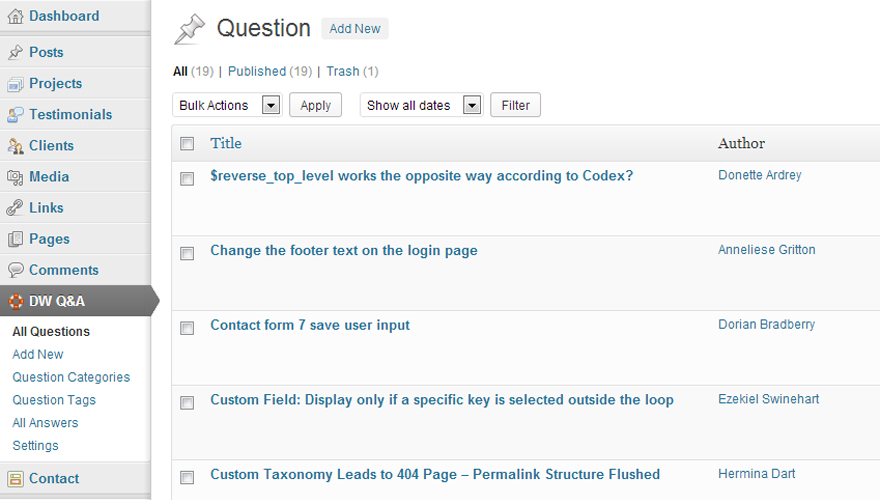 Dashboard
Posts
Projects
Testimonials
Clients
Media
Links
Pages
Comments
DW Q&A
All Questions
Add New
Question Categories
Question Tags
All Answers
Settings
Contact
Question Add New
All (19) | Published (19) | Trash (1)
Bulk Actions Apply Show all dates Filter
Title Author
$reverse_top_level works the opposite way according to Codex? Donette Ardrey
Change the footer text on the login page Anneliese Gritton
Contact form 7 save user input Dorian Bradberry
Custom Field: Display only if a specific key is selected outside the loop Ezekiel Swinehart
Custom Taxonomy Leads to 404 Page – Permalink Structure Flushed Hermina Dart